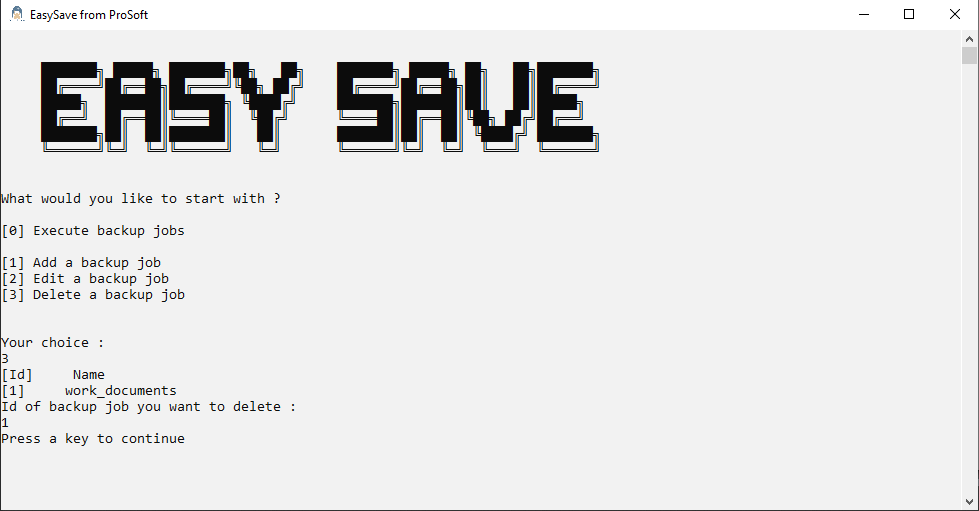 EasySave from ProSoft
EASY SAVE
What would you like to start with ?
[0] Execute backup jobs
[1] Add a backup job
[2] Edit a backup job
[3] Delete a backup job
Your choice :
3
[Id]     Name
[1]     work_documents
Id of backup job you want to delete :
1
Press a key to continue